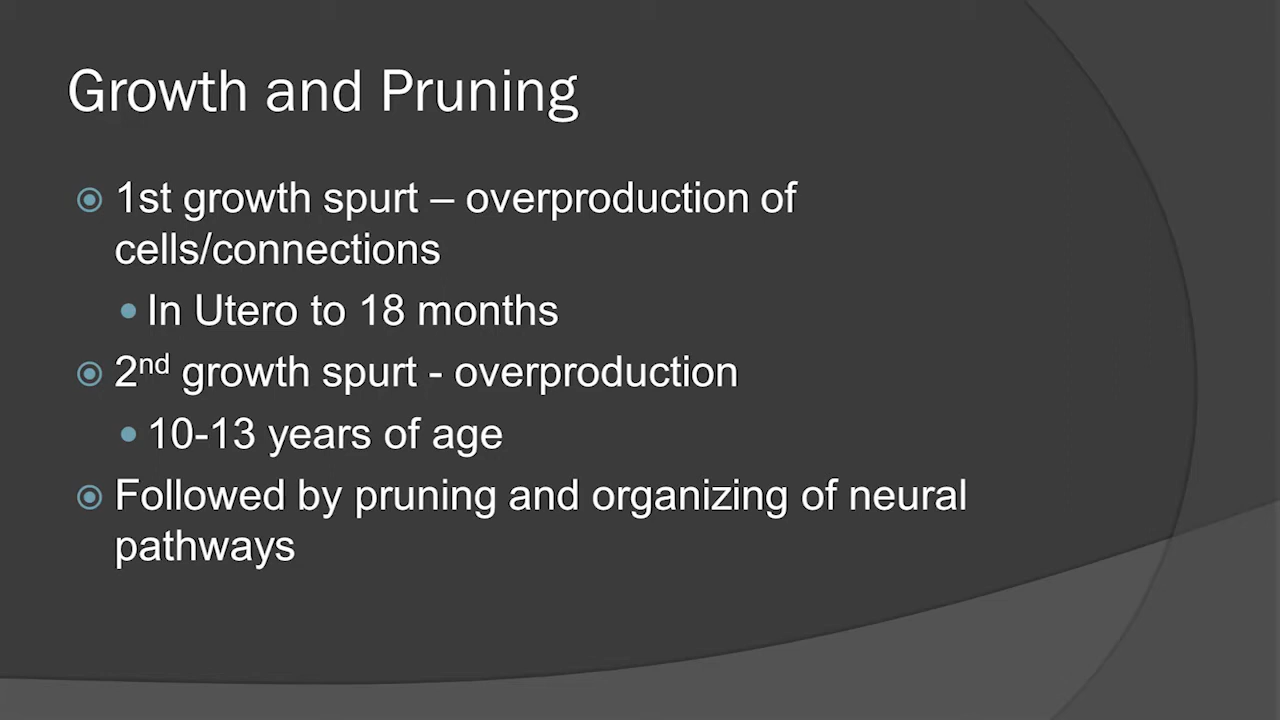 Growth and Pruning
1st growth spurt – overproduction of
cells/connections
In Utero to 18 months
2nd growth spurt - overproduction
10-13 years of age
Followed by pruning and organizing of neural
pathways